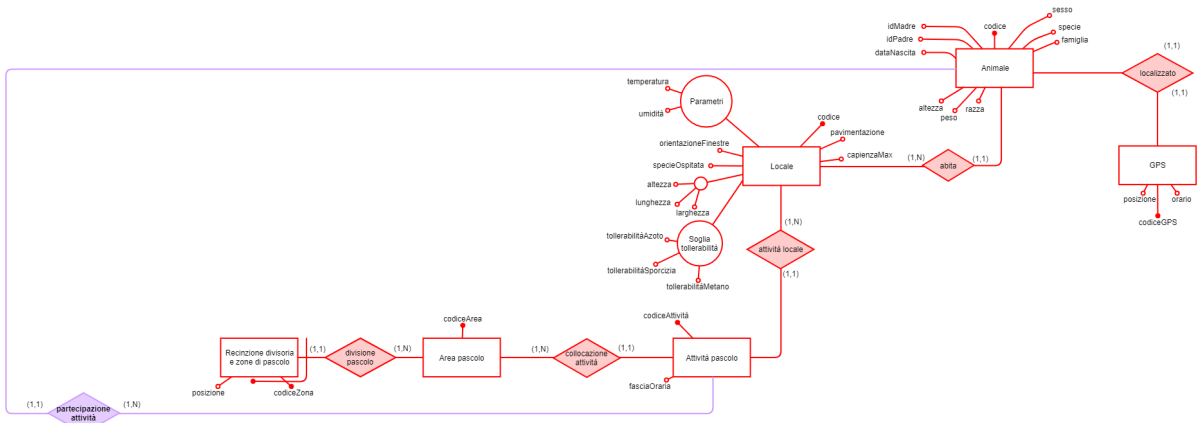 sesso
idMadre
codice
specie
idPadre
famiglia
dataNascita
(1,1)
Animale
localizzato
temperatura
(1,1)
Parametri
altezza
razza
peso
umidità
codice
pavimentazione
orientazioneFinestre
capienzaMax
(1,N)
(1,1)
specieOspitata
Locale
abita
GPS
altezza
lunghezza
larghezza
posizione
orario
codiceGPS
(1,N)
tollerabilitàAzoto
Soglia
tollerabilità
attività locale
tollerabilitàSporcizia
(1,1)
tollerabilitàMetano
codiceArea
codiceAttività
Recinzione divisoria
e zone di pascolo
(1,1)
divisione
pascolo
(1,N)
Area pascolo
(1,N)
collocazione
attività
(1,1)
Attività pascolo
posizione
codiceZona
fasciaOraria
(1,1)
partecipazione
attività
(1,N)